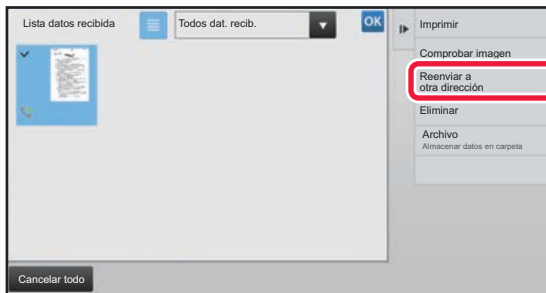 Lista datos recibida
Todos dat. recib.
OK
Imprimir
Comprobar imagen
Reenviar a
otra dirección
Eliminar
Archivo
Almacenar datos en carpeta
Cancelar todo